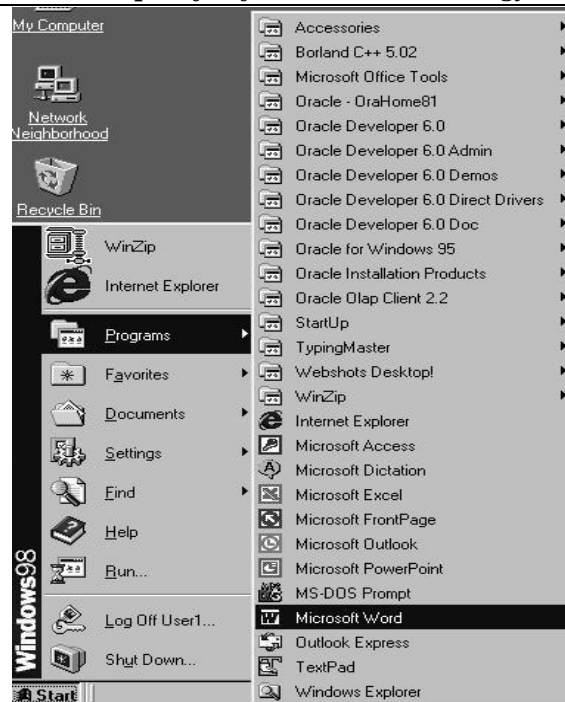 My Computer
Network
Neighborhood
Recycle Bin
WinZip
Internet Explorer
Programs
Favorites
Documents
Settings
Find
Help
Run...
Log Off User1...
Shut Down...
Windows98
Start
Accessories
Borland C++ 5.02
Microsoft Office Tools
Oracle - OraHome81
Oracle Developer 6.0
Oracle Developer 6.0 Admin
Oracle Developer 6.0 Demos
Oracle Developer 6.0 Direct Drivers
Oracle Developer 6.0 Doc
Oracle for Windows 95
Oracle Installation Products
Oracle Olap Client 2.2
StartUp
TypingMaster
Webshots Desktop!
WinZip
Internet Explorer
Microsoft Access
Microsoft Dictation
Microsoft Excel
Microsoft FrontPage
Microsoft Outlook
Microsoft PowerPoint
MS-DOS Prompt
Microsoft Word
Outlook Express
TextPad
Windows Explorer